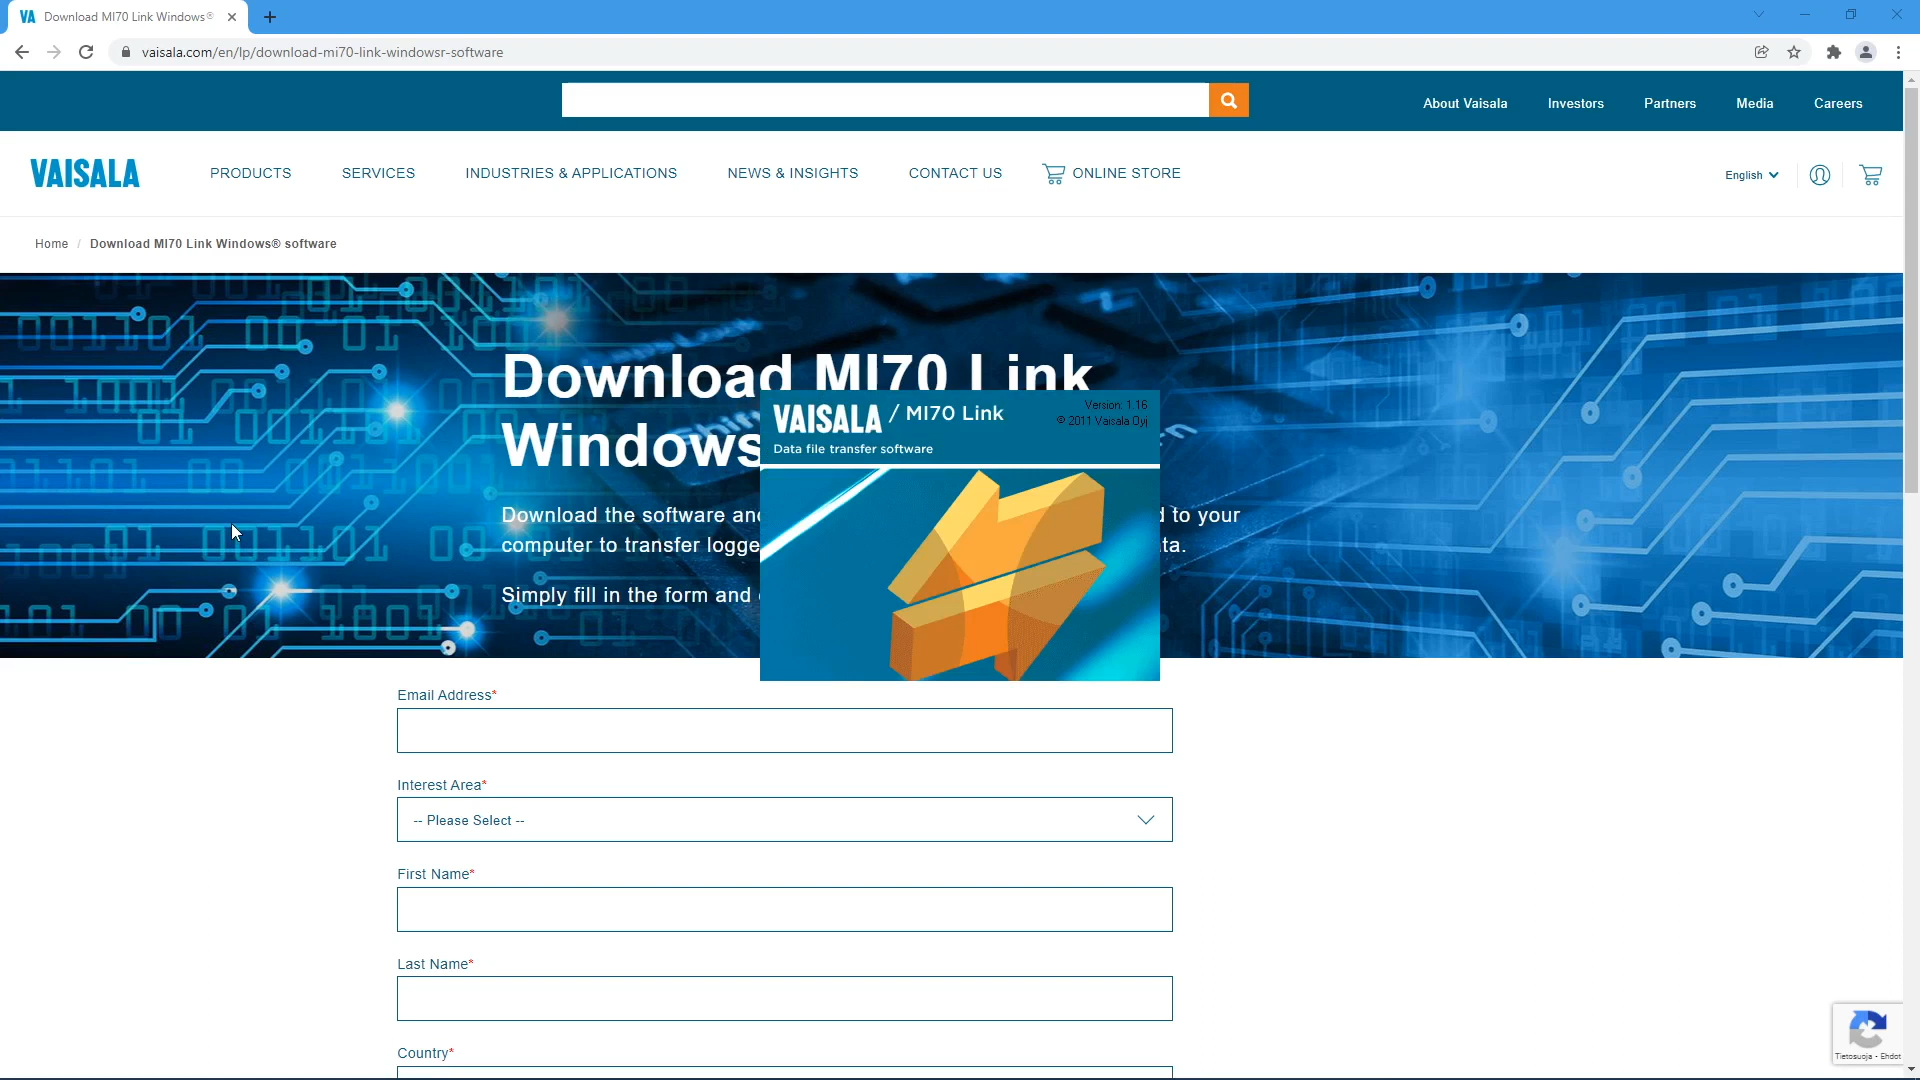 VA Download MI70 Link Windows®
vaisala.com/en/lp/download-mi70-link-windowsr-software
About Vaisala
Investors
Partners
Media
Careers
VAISALA
PRODUCTS
SERVICES
INDUSTRIES & APPLICATIONS
NEWS & INSIGHTS
CONTACT US
ONLINE STORE
English
Home / Download MI70 Link Windows® software
Download MI70 Link
Windows
VAISALA / MI70 Link
Version: 1.16
© 2011 Vaisala Oyj
Data file transfer software
Download the software and
to your
computer to transfer logge
ta.
Simply fill in the form and
Email Address*
Interest Area*
-- Please Select --
First Name*
Last Name*
Country*
Tietosuoja - Ehdot